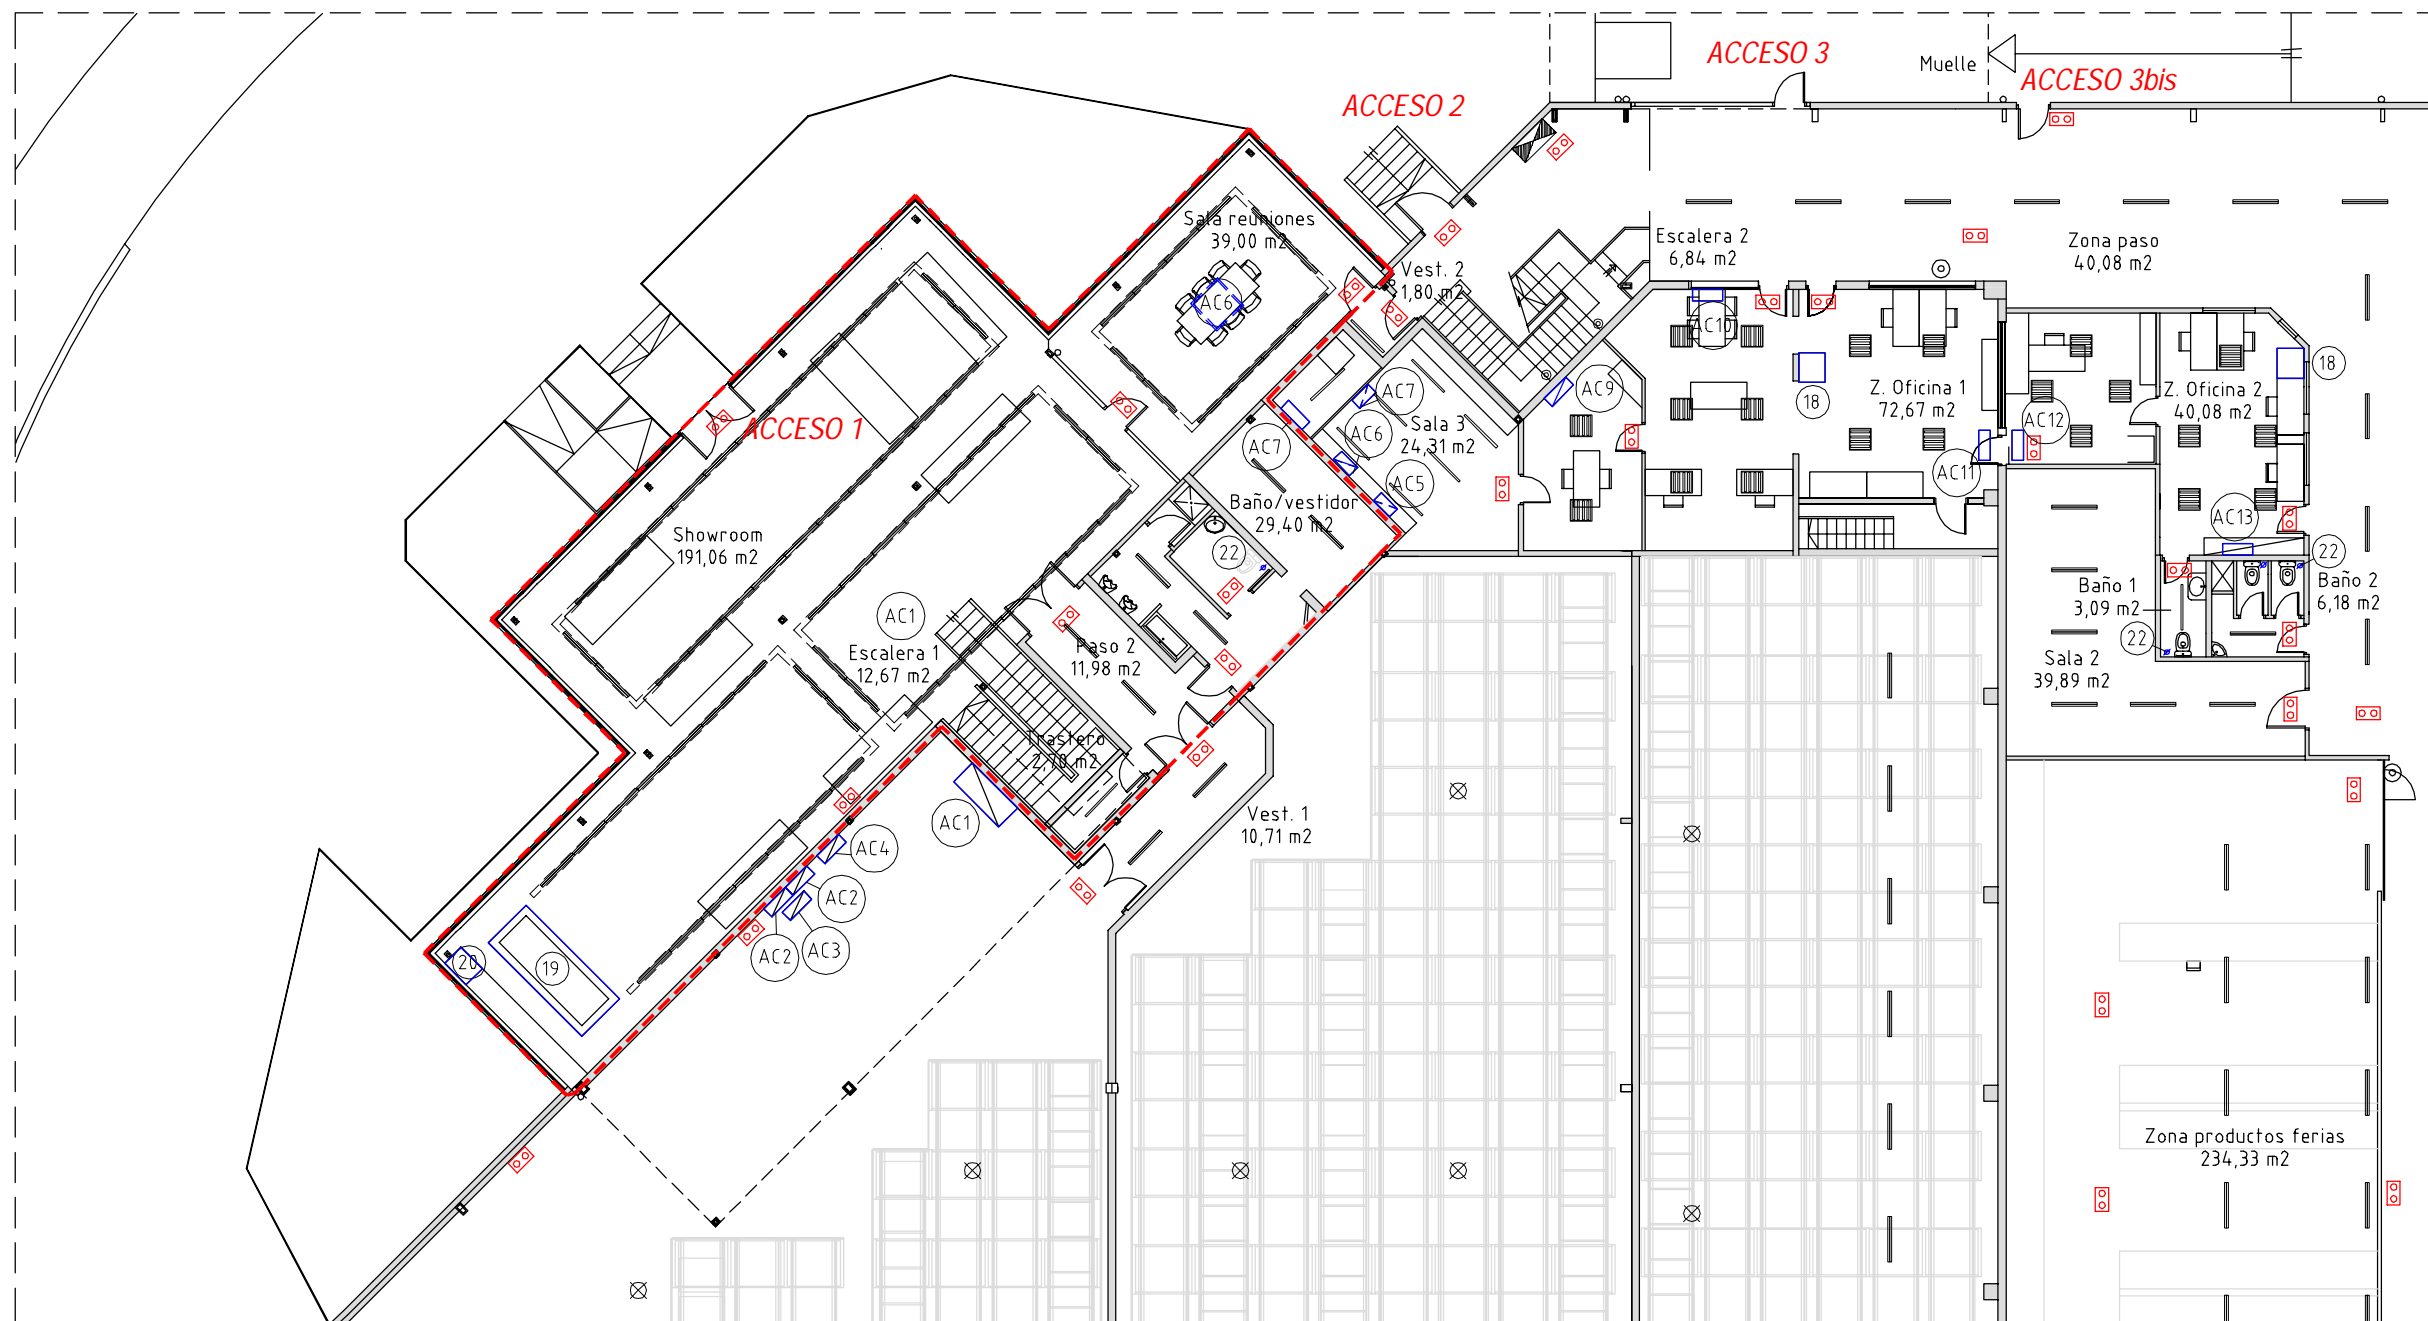 ACCESO 3
Muelle
ACCESO 3bis
ACCESO 2
Sala reuniones
39,00 m2
Escalera 2
6,84 m2
Zona paso
40,08 m2
Vest. 2
1,80 m2
AC6
AC10
18
AC9
AC7
18
Z. Oficina 1
72,67 m2
Z. Oficina 2
40,08 m2
AC12
ACCESO 1
AC7
AC6
Sala 3
24,31 m2
AC5
AC11
Baño/vestidor
29,40 m2
AC13
Showroom
191,06 m2
22
22
Baño 1
3,09 m2
Baño 2
6,18 m2
AC1
22
Escalera 1
12,67 m2
Paso 2
11,98 m2
Sala 2
39,89 m2
Trastero
2,70 m2
Vest. 1
10,71 m2
AC1
AC4
AC2
AC3
AC2
20
19
Zona productos ferias
234,33 m2